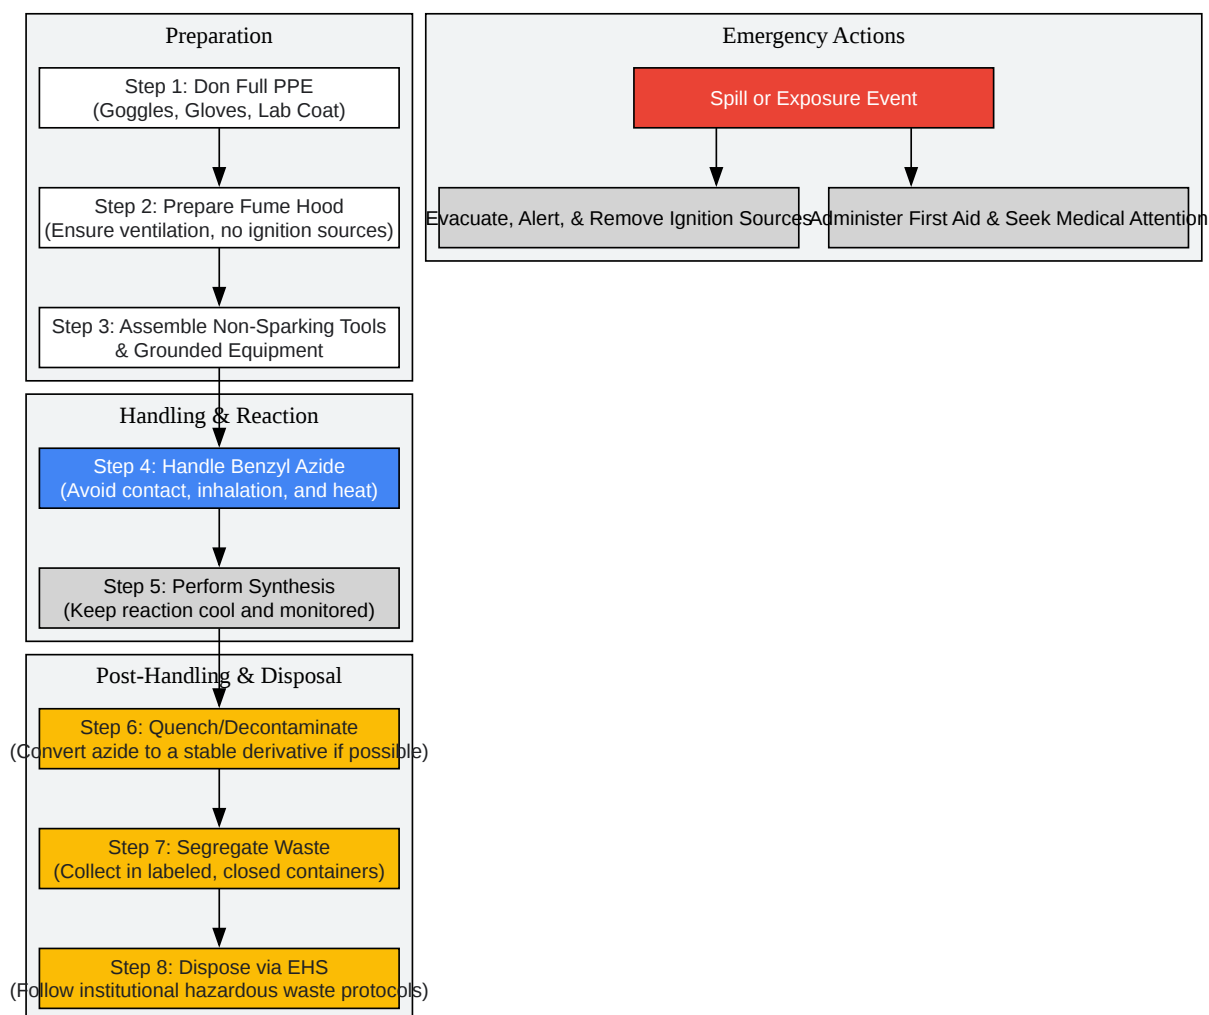 Preparation
Step 1: Don Full PPE
(Goggles, Gloves, Lab Coat)
Step 2: Prepare Fume Hood
(Ensure ventilation, no ignition sources)
Step 3: Assemble Non-Sparking Tools
& Grounded Equipment
Handling & Reaction
Step 4: Handle Benzyl Azide
(Avoid contact, inhalation, and heat)
Step 5: Perform Synthesis
(Keep reaction cool and monitored)
Post-Handling & Disposal
Step 6: Quench/Decontaminate
(Convert azide to a stable derivative if possible)
Step 7: Segregate Waste
(Collect in labeled, closed containers)
Step 8: Dispose via EHS
(Follow institutional hazardous waste protocols)
Emergency Actions
Spill or Exposure Event
Evacuate, Alert, & Remove Ignition Sources
Administer First Aid & Seek Medical Attention